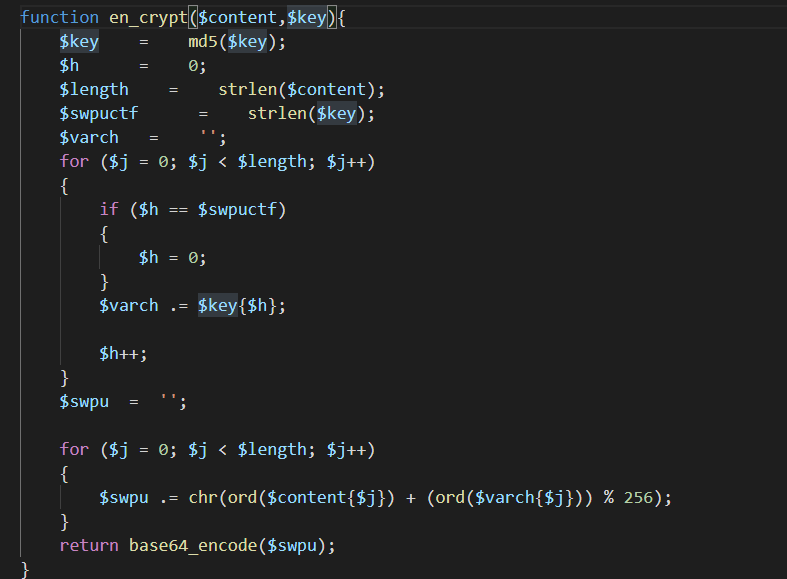 function en_crypt($content,$key){
    $key    =    md5($key);
    $h      =    0;
    $length    =    strlen($content);
    $swpuctf      =    strlen($key);
    $varch   =    '';
    for ($j = 0; $j < $length; $j++)
    {
        if ($h == $swpuctf)
        {
            $h = 0;
        }
        $varch .= $key{$h};

        $h++;
    }
    $swpu  =  '';

    for ($j = 0; $j < $length; $j++)
    {
        $swpu .= chr(ord($content{$j}) + (ord($varch{$j})) % 256);
    }
    return base64_encode($swpu);
}